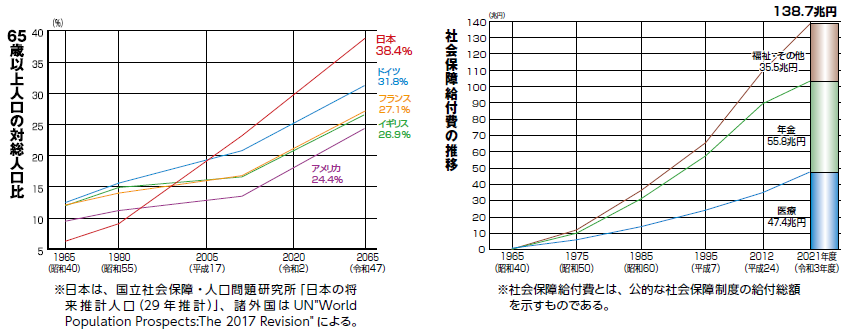 65歳以上人口の対総人口比
(%)
40
35
30
25
20
15
10
5
日本
38.4%
ドイツ
31.8%
フランス
27.1%
イギリス
26.9%
アメリカ
24.4%
1965
(昭和40)
1980
(昭和55)
2005
(平成17)
2020
(令和2)
2065
(令和47)
※日本は、国立社会保障・人口問題研究所「日本の将
来推計人口(29年推計)」、諸外国はUN"World
Population Prospects:The 2017 Revision" による。
社会保障給付費の推移
(兆円)
138.7兆円
140
130
120
110
100
90
80
70
60
50
40
30
20
10
0
福祉・その他
35.5兆円
年金
55.8兆円
医療
47.4兆円
1965
(昭和40)
1975
(昭和50)
1985
(昭和60)
1995
(平成7)
2012
(平成24)
2021年度
(令和3年度)
※社会保障給付費とは、公的な社会保障制度の給付総額
を示すものである。